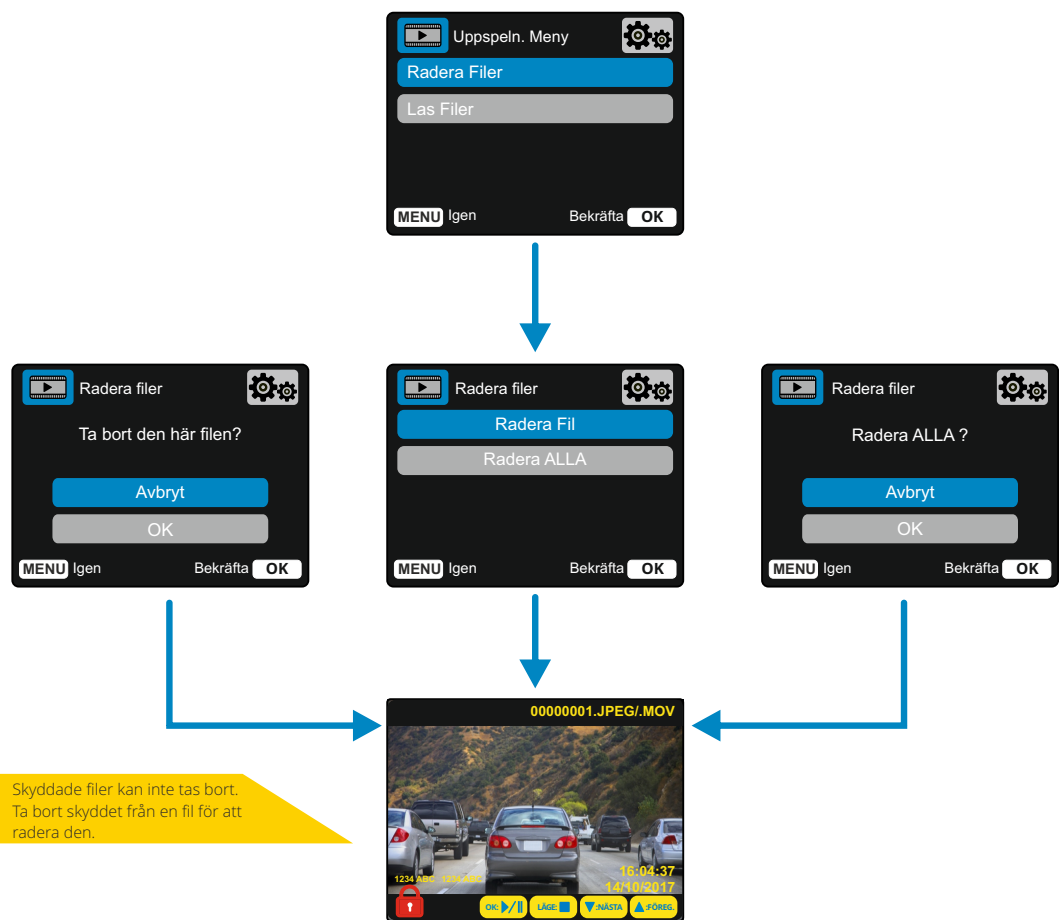 Uppspeln. Meny
Radera Filer
Las Filer
MENU Igen Bekräfta OK
Radera filer
Ta bort den här filen?
Avbryt
OK
MENU Igen Bekräfta OK
Radera filer
Radera Fil
Radera ALLA
MENU Igen Bekräfta OK
Radera filer
Radera ALLA ?
Avbryt
OK
MENU Igen Bekräfta OK
Skyddade filer kan inte tas bort.
Ta bort skyddet från en fil för att
radera den.
00000001.JPEG/.MOV
16:04:37
1234 ABC 1234 ABC
14/10/2017
OK: LÄGE: :NÄSTA :FÖREG.